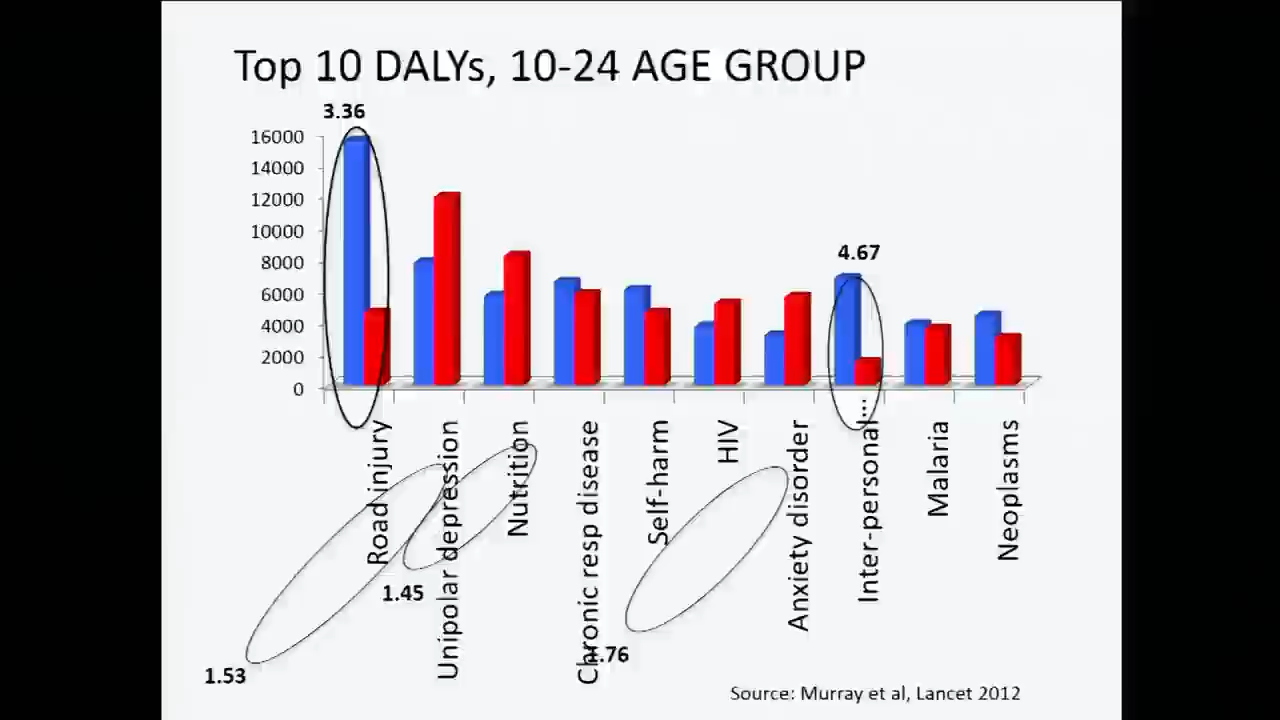 Top 10 DALYs, 10-24 AGE GROUP
3.36
16000
14000
12000
10000
8000
6000
4000
2000
0
4.67
Road injury
Unipolar depression
Nutrition
Chronic resp disease
Self-harm
HIV
Anxiety disorder
Inter-personal...
Malaria
Neoplasms
1.45
1.53
1.76
Source: Murray et al, Lancet 2012